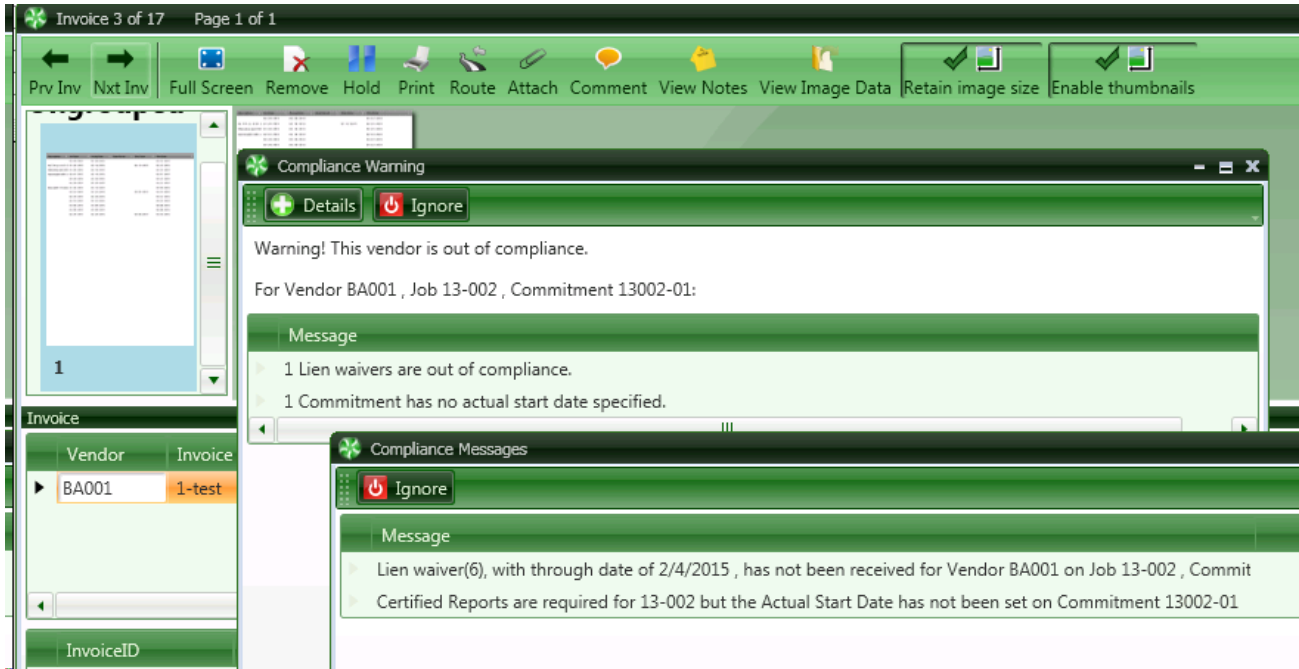 Invoice 3 of 17 Page 1 of 1
Prv Inv Nxt Inv Full Screen Remove Hold Print Route Attach Comment View Notes View Image Data Retain image size Enable thumbnails
Compliance Warning
Details Ignore
Warning! This vendor is out of compliance.
For Vendor BA001 , Job 13-002 , Commitment 13002-01:
Message
1 Lien waivers are out of compliance.
1 Commitment has no actual start date specified.
1
Invoice
Vendor Invoice
BA001 1-test
InvoiceID
Compliance Messages
Ignore
Message
Lien waiver(6), with through date of 2/4/2015 , has not been received for Vendor BA001 on Job 13-002 , Commit
Certified Reports are required for 13-002 but the Actual Start Date has not been set on Commitment 13002-01